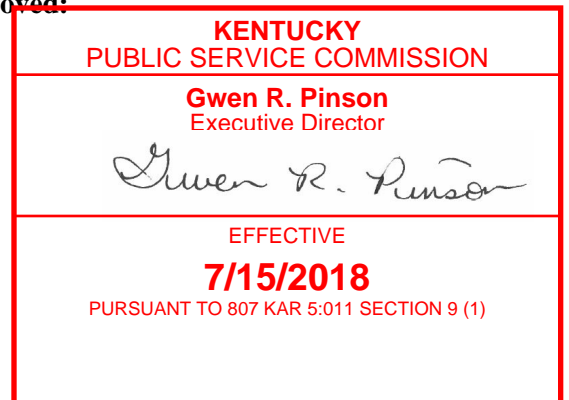 oved:
KENTUCKY
PUBLIC SERVICE COMMISSION
Gwen R. Pinson
Executive Director
Gwen R. Pinson
EFFECTIVE
7/15/2018
PURSUANT TO 807 KAR 5:011 SECTION 9 (1)